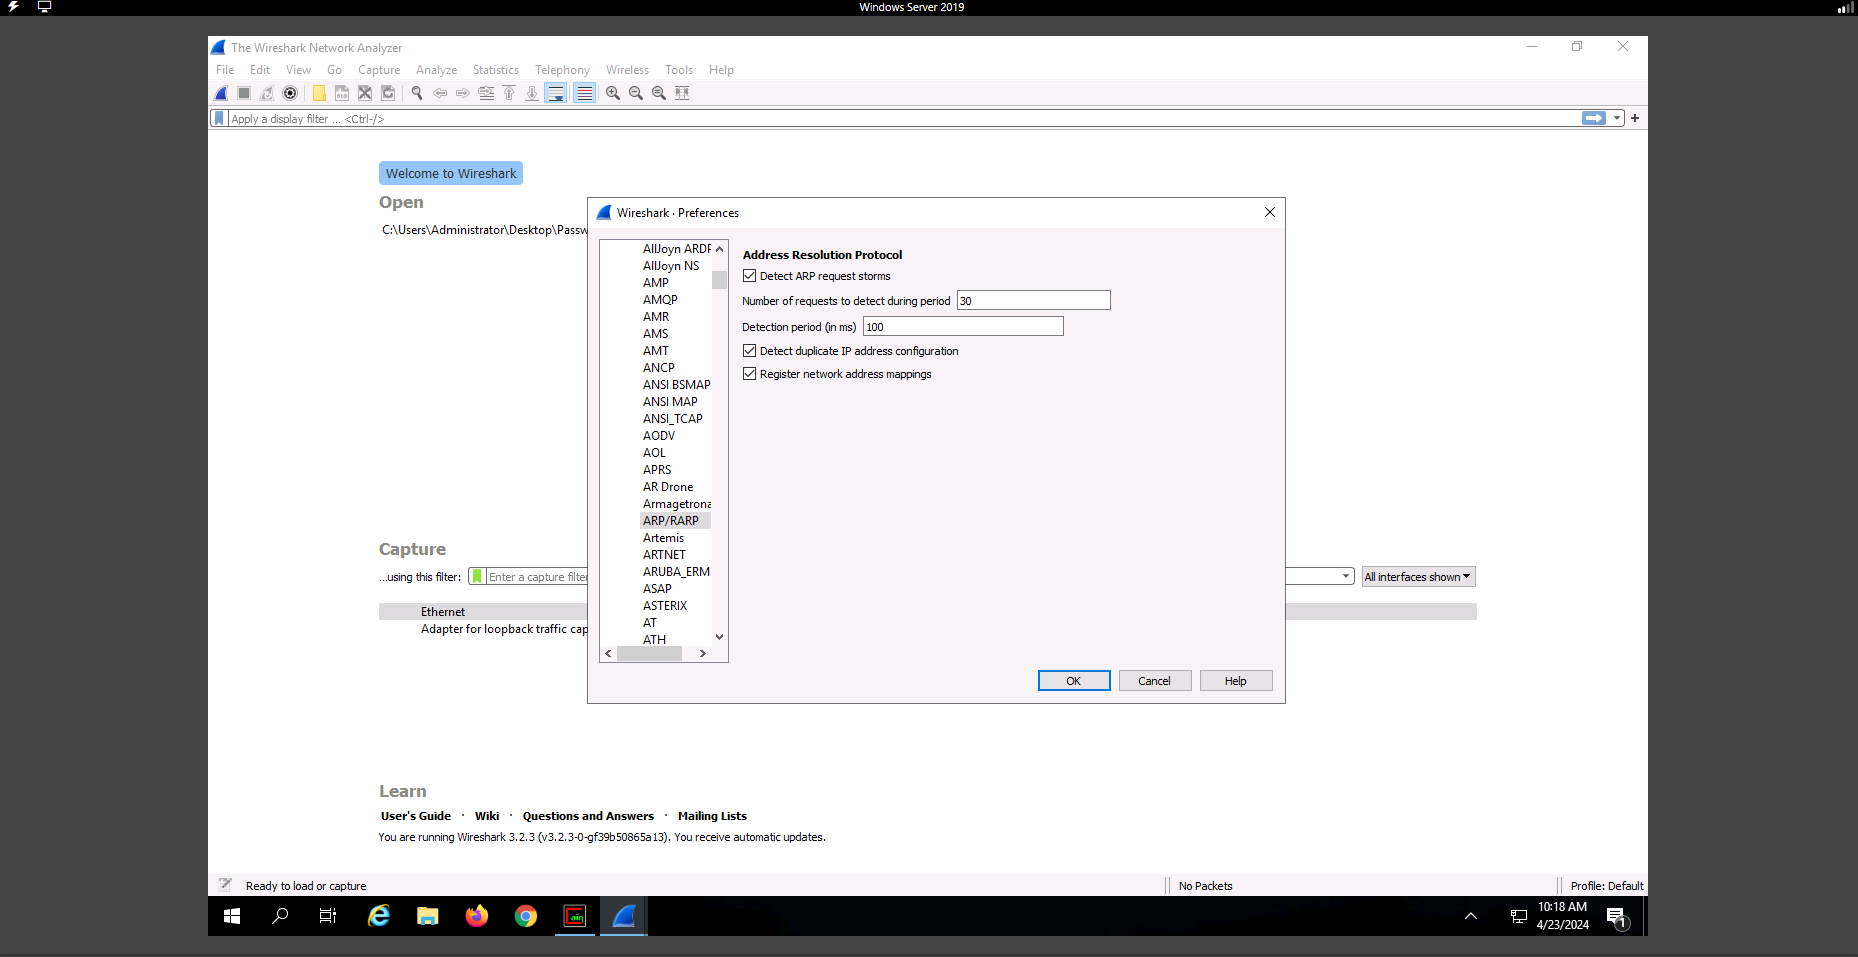 Windows Server 2019
The Wireshark Network Analyzer
File Edit View Go Capture Analyze Statistics Telephony Wireless Tools Help
Apply a display filter ... <Ctrl-/>
Welcome to Wireshark
Open
C:\Users\Administrator\Desktop\Passw
Wireshark · Preferences
AllJoyn ARDP
AllJoyn NS
AMP
AMQP
AMR
AMS
AMT
ANCP
ANSI BSMAP
ANSI MAP
ANSI_TCAP
AODV
AOL
APRS
AR Drone
Armagetrona
ARP/RARP
Artemis
ARTNET
ARUBA_ERM
ASAP
ASTERIX
AT
ATH
Address Resolution Protocol
Detect ARP request storms
Number of requests to detect during period 30
Detection period (in ms) 100
Detect duplicate IP address configuration
Register network address mappings
OK Cancel Help
Capture
...using this filter: Enter a capture filter
All interfaces shown
Ethernet
Adapter for loopback traffic cap
Learn
User's Guide · Wiki · Questions and Answers · Mailing Lists
You are running Wireshark 3.2.3 (v3.2.3-0-gf39b50865a13). You receive automatic updates.
Ready to load or capture
No Packets
Profile: Default
Cain
10:18 AM
4/23/2024
1